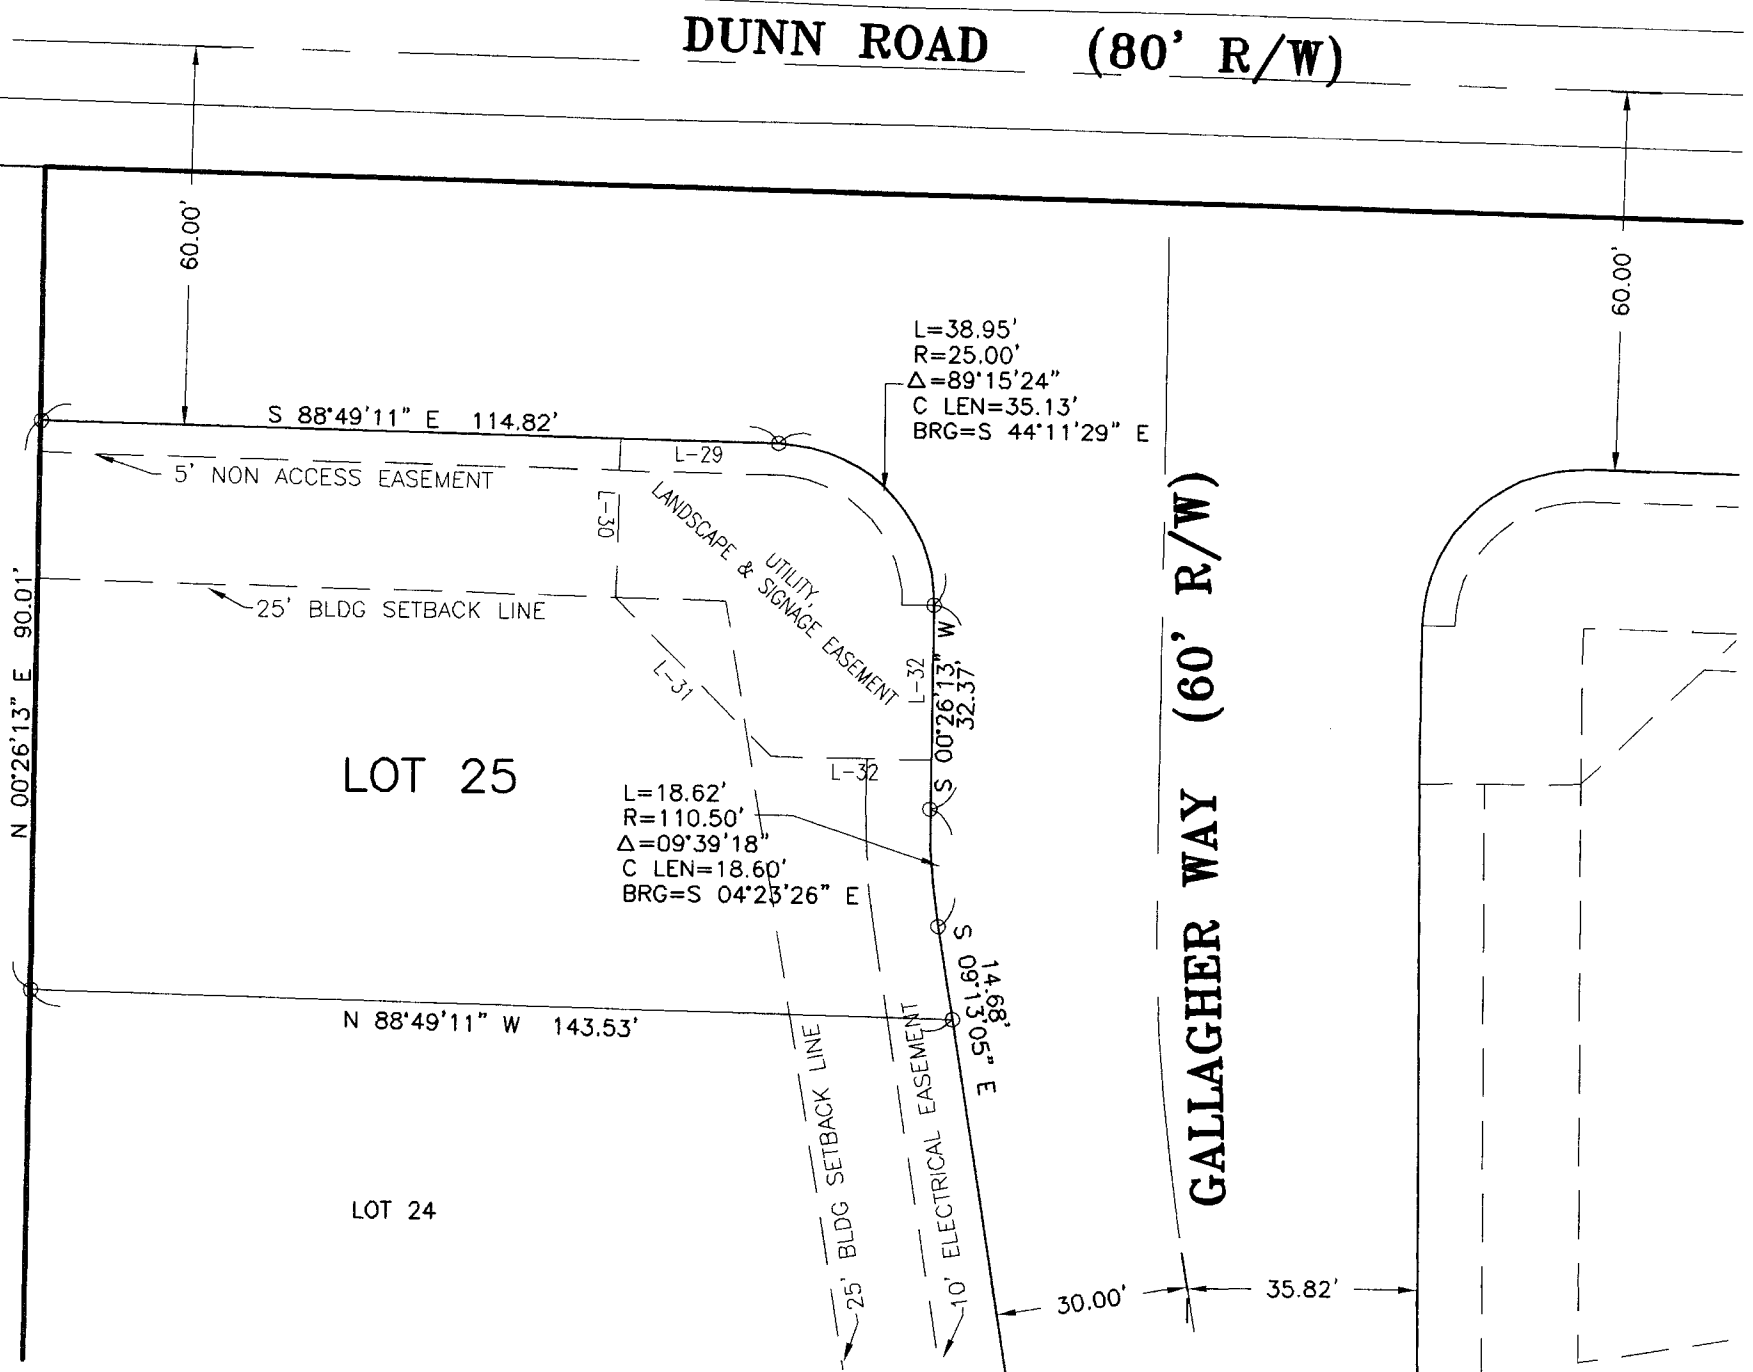 DUNN ROAD (80' R/W)
60.00'
60.00'
L=38.95'
R=25.00'
Δ=89°15'24"
C LEN=35.13'
BRG=S 44°11'29" E
S 88°49'11" E 114.82'
L-29
5' NON ACCESS EASEMENT
L-30
LANDSCAPE & SIGNAGE EASEMENT
UTILITY,
25' BLDG SETBACK LINE
N 00°26'13" E 90.01'
L-31
L-32
S 00°26'13" W
32.37'
GALLAGHER WAY (60' R/W)
LOT 25
L-32
L=18.62'
R=110.50'
Δ=09°39'18"
C LEN=18.60'
BRG=S 04°23'26" E
S 09°13'05" E
14.68'
N 88°49'11" W 143.53'
LOT 24
25' BLDG SETBACK LINE
10' ELECTRICAL EASEMENT
30.00'
35.82'